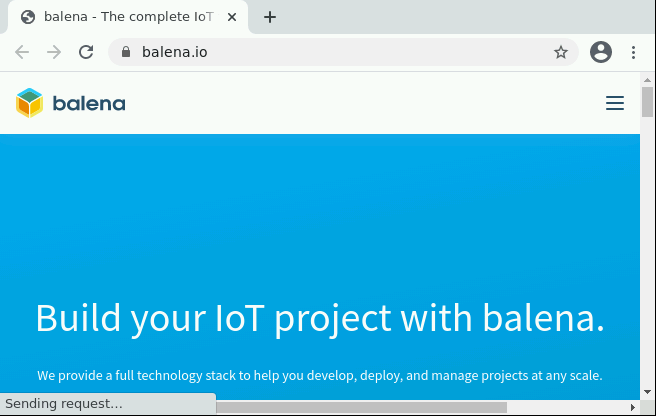 balena - The complete IoT
balena.io
balena
Build your IoT project with balena.
We provide a full technology stack to help you develop, deploy, and manage projects at any scale.
Sending request...